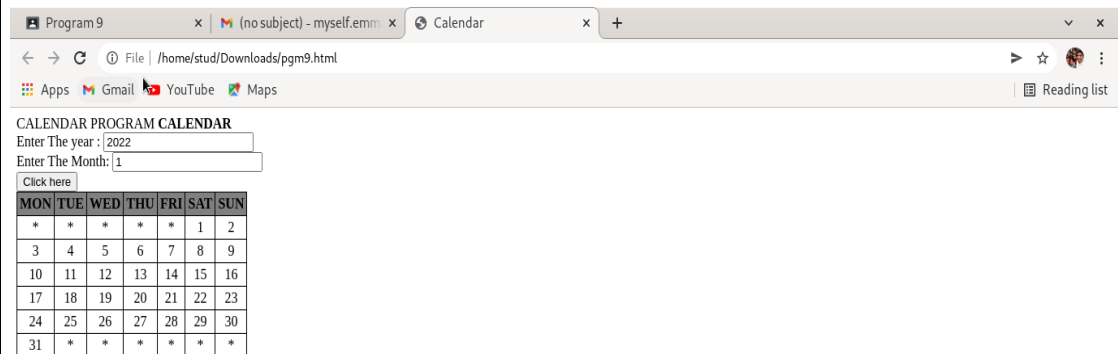 Program 9 × (no subject) - myself.emm × Calendar × +
File /home/stud/Downloads/pgm9.html
Apps Gmail YouTube Maps Reading list
CALENDAR PROGRAM CALENDAR
Enter The year : 2022
Enter The Month: 1
Click here
MON TUE WED THU FRI SAT SUN
* * * * * 1 2
3 4 5 6 7 8 9
10 11 12 13 14 15 16
17 18 19 20 21 22 23
24 25 26 27 28 29 30
31 * * * * * *